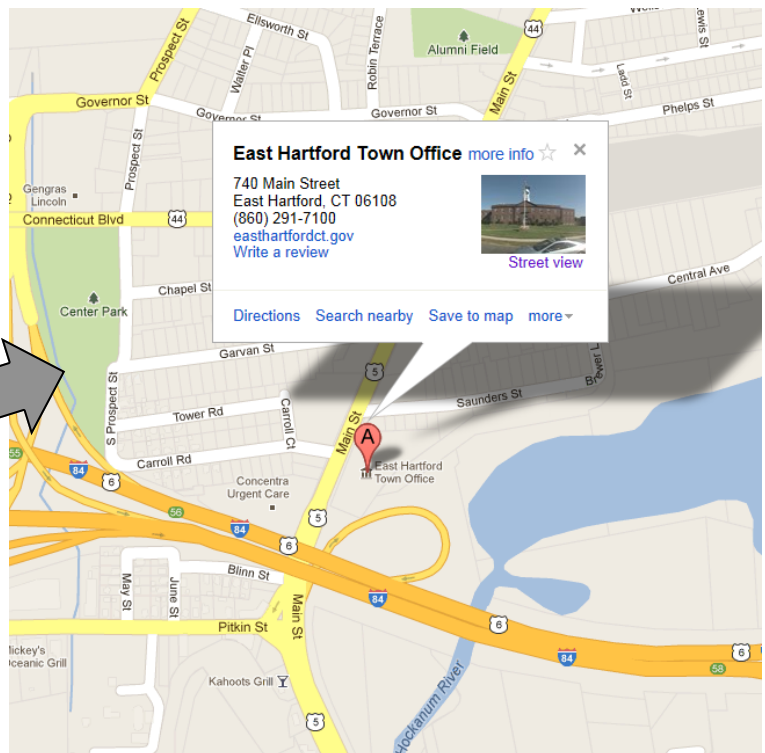 Ellsworth St
Prospect St
Walter Pl
Robin Terrace
Alumni Field
44
Main St
Ladd St
Lewis St
Phelps St
Governor St
Governor St
Governor St
Prospect St
East Hartford Town Office more info
740 Main Street
East Hartford, CT 06108
(860) 291-7100
easthartfordct.gov
Write a review
Street view
Directions Search nearby Save to map more
Gengras
Lincoln
Connecticut Blvd
44
44
Chapel St
Center Park
Central Ave
Garvan St
5
S Prospect St
Tower Rd
Carroll Ct
Saunders St
Main St
A
East Hartford
Town Office
Carroll Rd
Concentra
Urgent Care
55
84
6
56
84
5
6
Blinn St
May St
June St
84
Main St
Pitkin St
6
6
84
58
Mickey's
Oceanic Grill
Kahoots Grill
5
Hockanum River